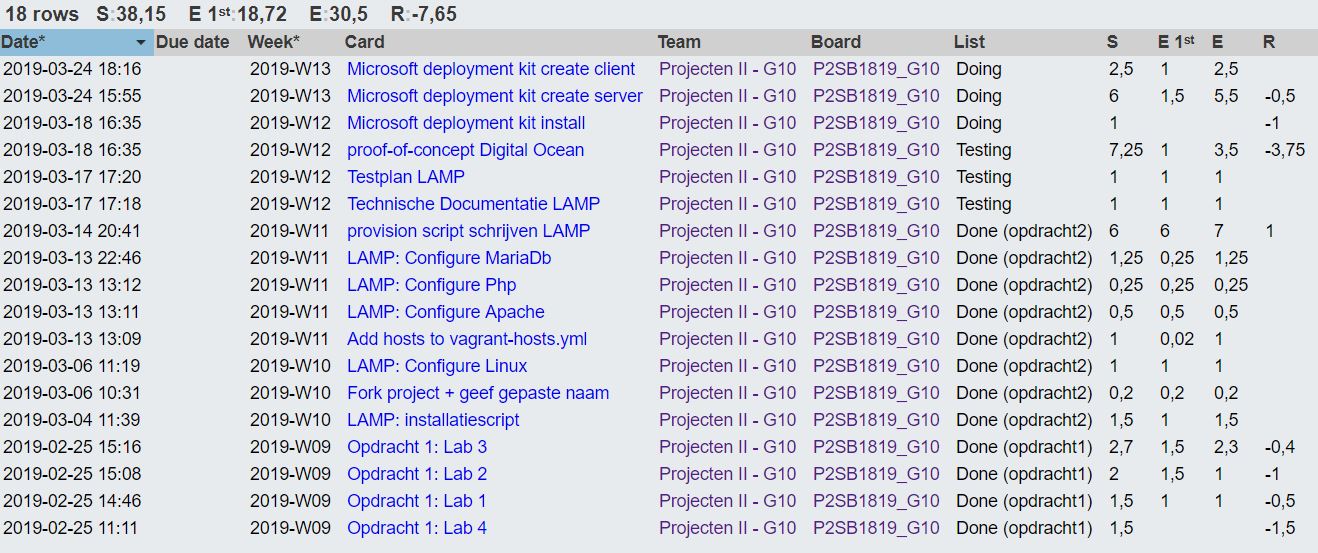 18 rows S:38,15 E 1st:18,72 E:30,5 R:-7,65
Date* Due date Week* Card Team Board List S E 1st E R
2019-03-24 18:16 2019-W13 Microsoft deployment kit create client Projecten II - G10 P2SB1819_G10 Doing 2,5 1 2,5
2019-03-24 15:55 2019-W13 Microsoft deployment kit create server Projecten II - G10 P2SB1819_G10 Doing 6 1,5 5,5 -0,5
2019-03-18 16:35 2019-W12 Microsoft deployment kit install Projecten II - G10 P2SB1819_G10 Doing 1 -1
2019-03-18 16:35 2019-W12 proof-of-concept Digital Ocean Projecten II - G10 P2SB1819_G10 Testing 7,25 1 3,5 -3,75
2019-03-17 17:20 2019-W12 Testplan LAMP Projecten II - G10 P2SB1819_G10 Testing 1 1 1
2019-03-17 17:18 2019-W12 Technische Documentatie LAMP Projecten II - G10 P2SB1819_G10 Testing 1 1 1
2019-03-14 20:41 2019-W11 provision script schrijven LAMP Projecten II - G10 P2SB1819_G10 Done (opdracht2) 6 6 7 1
2019-03-13 22:46 2019-W11 LAMP: Configure MariaDb Projecten II - G10 P2SB1819_G10 Done (opdracht2) 1,25 0,25 1,25
2019-03-13 13:12 2019-W11 LAMP: Configure Php Projecten II - G10 P2SB1819_G10 Done (opdracht2) 0,25 0,25 0,25
2019-03-13 13:11 2019-W11 LAMP: Configure Apache Projecten II - G10 P2SB1819_G10 Done (opdracht2) 0,5 0,5 0,5
2019-03-13 13:09 2019-W11 Add hosts to vagrant-hosts.yml Projecten II - G10 P2SB1819_G10 Done (opdracht2) 1 0,02 1
2019-03-06 11:19 2019-W10 LAMP: Configure Linux Projecten II - G10 P2SB1819_G10 Done (opdracht2) 1 1 1
2019-03-06 10:31 2019-W10 Fork project + geef gepaste naam Projecten II - G10 P2SB1819_G10 Done (opdracht2) 0,2 0,2 0,2
2019-03-04 11:39 2019-W10 LAMP: installatiescript Projecten II - G10 P2SB1819_G10 Done (opdracht2) 1,5 1 1,5
2019-02-25 15:16 2019-W09 Opdracht 1: Lab 3 Projecten II - G10 P2SB1819_G10 Done (opdracht1) 2,7 1,5 2,3 -0,4
2019-02-25 15:08 2019-W09 Opdracht 1: Lab 2 Projecten II - G10 P2SB1819_G10 Done (opdracht1) 2 1,5 1 -1
2019-02-25 14:46 2019-W09 Opdracht 1: Lab 1 Projecten II - G10 P2SB1819_G10 Done (opdracht1) 1,5 1 1 -0,5
2019-02-25 11:11 2019-W09 Opdracht 1: Lab 4 Projecten II - G10 P2SB1819_G10 Done (opdracht1) 1,5 -1,5